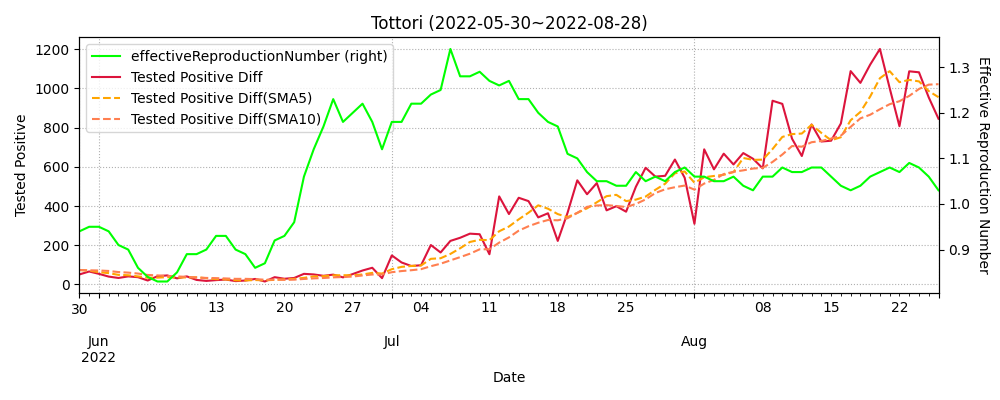 Tottori (2022-05-30~2022-08-28)
effectiveReproductionNumber (right)
Tested Positive Diff
Tested Positive Diff(SMA5)
Tested Positive Diff(SMA10)
Tested Positive
1200
1000
800
600
400
200
0
1.3
1.2
1.1
1.0
0.9
Effective Reproduction Number
30 06 13 20 27 04 11 18 25 08 15 22
Jun Jul Aug
2022
Date